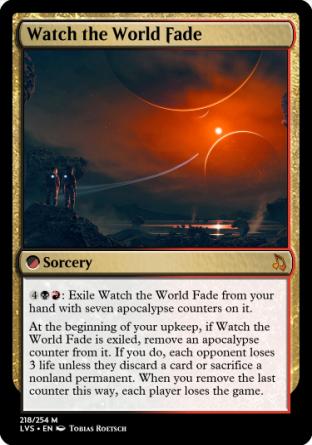 Watch the World Fade
Sorcery
4: Exile Watch the World Fade from your
hand with seven apocalypse counters on it.
At the beginning of your upkeep, if Watch
the World Fade is exiled, remove an apocalypse
counter from it. If you do, each opponent loses
3 life unless they discard a card or sacrifice a
nonland permanent. When you remove the last
counter this way, each player loses the game.
218/254 M
LVS • EN Tobias Roetsch